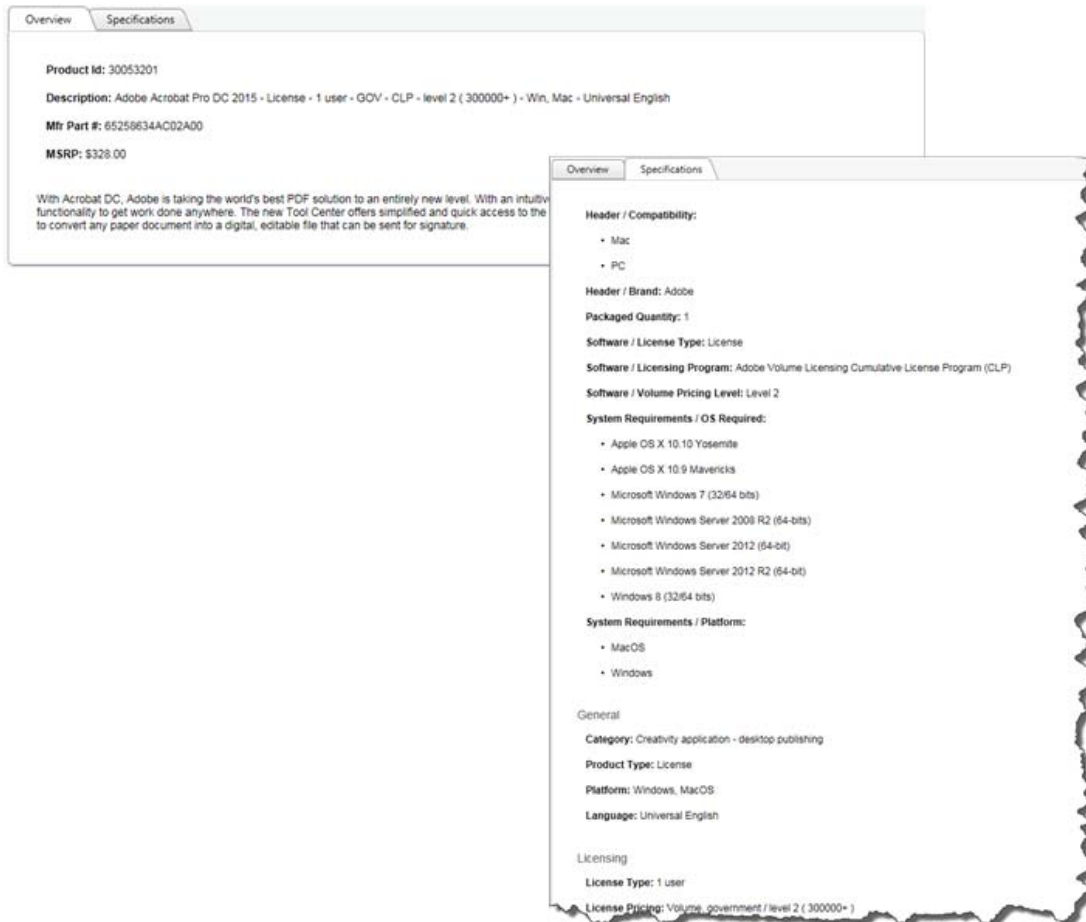 Overview Specifications
Product Id: 30053201
Description: Adobe Acrobat Pro DC 2015 - License - 1 user - GOV - CLP - level 2 ( 300000+ ) - Win, Mac - Universal English
Mfr Part #: 65258634AC02A00
MSRP: $328.00
With Acrobat DC, Adobe is taking the world's best PDF solution to an entirely new level. With an intuitiv
functionality to get work done anywhere. The new Tool Center offers simplified and quick access to the
to convert any paper document into a digital, editable file that can be sent for signature.
Overview Specifications
Header / Compatibility:
• Mac
• PC
Header / Brand: Adobe
Packaged Quantity: 1
Software / License Type: License
Software / Licensing Program: Adobe Volume Licensing Cumulative License Program (CLP)
Software / Volume Pricing Level: Level 2
System Requirements / OS Required:
• Apple OS X 10.10 Yosemite
• Apple OS X 10.9 Mavericks
• Microsoft Windows 7 (32/64 bits)
• Microsoft Windows Server 2008 R2 (64-bits)
• Microsoft Windows Server 2012 (64-bit)
• Microsoft Windows Server 2012 R2 (64-bit)
• Windows 8 (32/64 bits)
System Requirements / Platform:
• MacOS
• Windows
General
Category: Creativity application - desktop publishing
Product Type: License
Platform: Windows, MacOS
Language: Universal English
Licensing
License Type: 1 user
License Pricing: Volume, government / level 2 ( 300000+ )